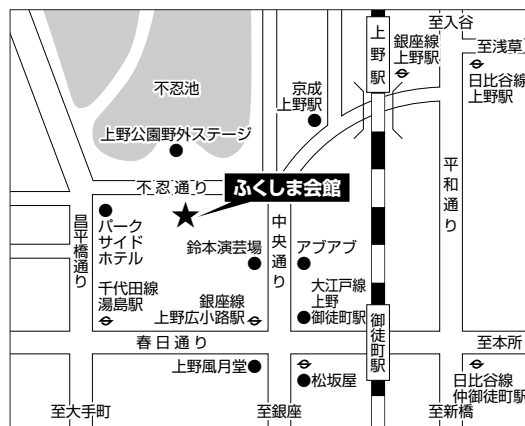 至入谷
上野駅
銀座線
上野駅
至浅草
日比谷線
上野駅
不忍池
京成
上野駅
上野公園野外ステージ
不忍通り
ふくしま会館
平和通り
昌平橋通り
パーク
サイド
ホテル
中央通り
鈴本演芸場
アブアブ
千代田線
湯島駅
銀座線
上野広小路駅
大江戸線
上野
御徒町駅
御徒町駅
春日通り
至本所
上野風月堂
松坂屋
日比谷線
仲御徒町駅
至大手町
至銀座
至新橋